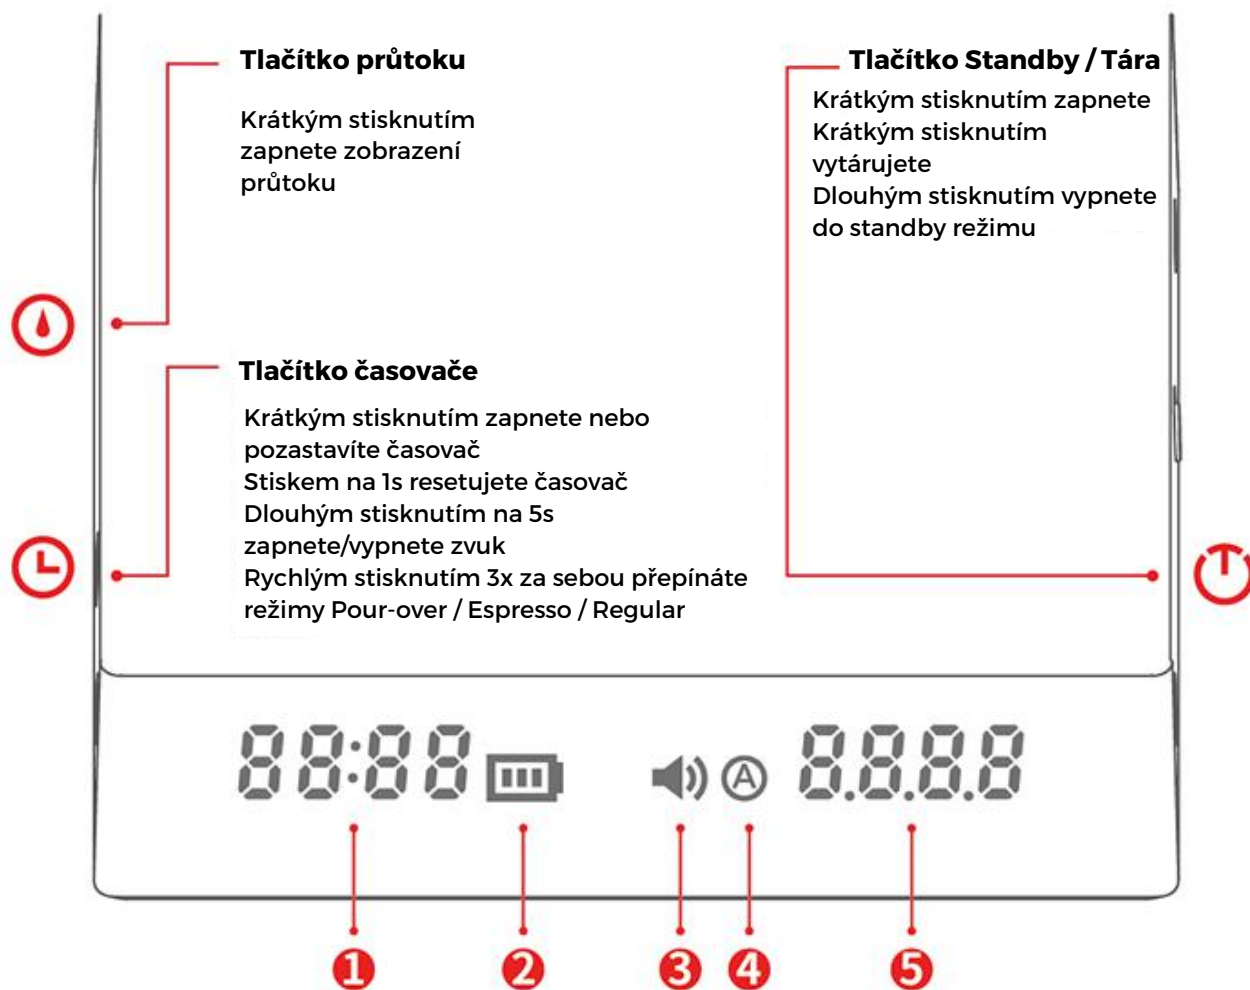 Tlačítko průtoku
Krátkým stisknutím
zapnete zobrazení
průtoku
Tlačítko Standby / Tára
Krátkým stisknutím zapnete
Krátkým stisknutím
vytárujete
Dlouhým stisknutím vypnete
do standby režimu
Tlačítko časovače
Krátkým stisknutím zapnete nebo
pozastavíte časovač
Stiskem na 1s resetujete časovač
Dlouhým stisknutím na 5s
zapnete/vypnete zvuk
Rychlým stisknutím 3x za sebou přepínáte
režimy Pour-over / Espresso / Regular
88:88 A 8.8.8.8
1 2 3 4 5